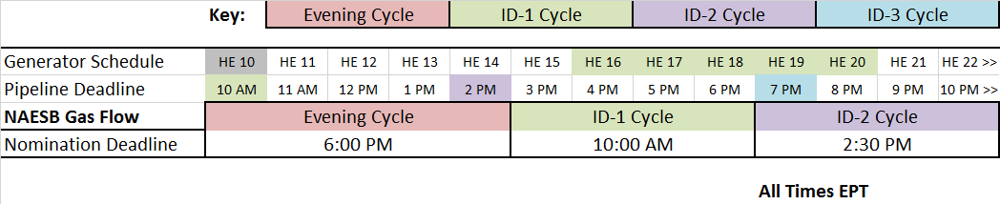 Key: Evening Cycle ID-1 Cycle ID-2 Cycle ID-3 Cycle
Generator Schedule HE 10 HE 11 HE 12 HE 13 HE 14 HE 15 HE 16 HE 17 HE 18 HE 19 HE 20 HE 21 HE 22 >>
Pipeline Deadline 10 AM 11 AM 12 PM 1 PM 2 PM 3 PM 4 PM 5 PM 6 PM 7 PM 8 PM 9 PM 10 PM >>
NAESB Gas Flow Evening Cycle ID-1 Cycle ID-2 Cycle
Nomination Deadline 6:00 PM 10:00 AM 2:30 PM
All Times EPT